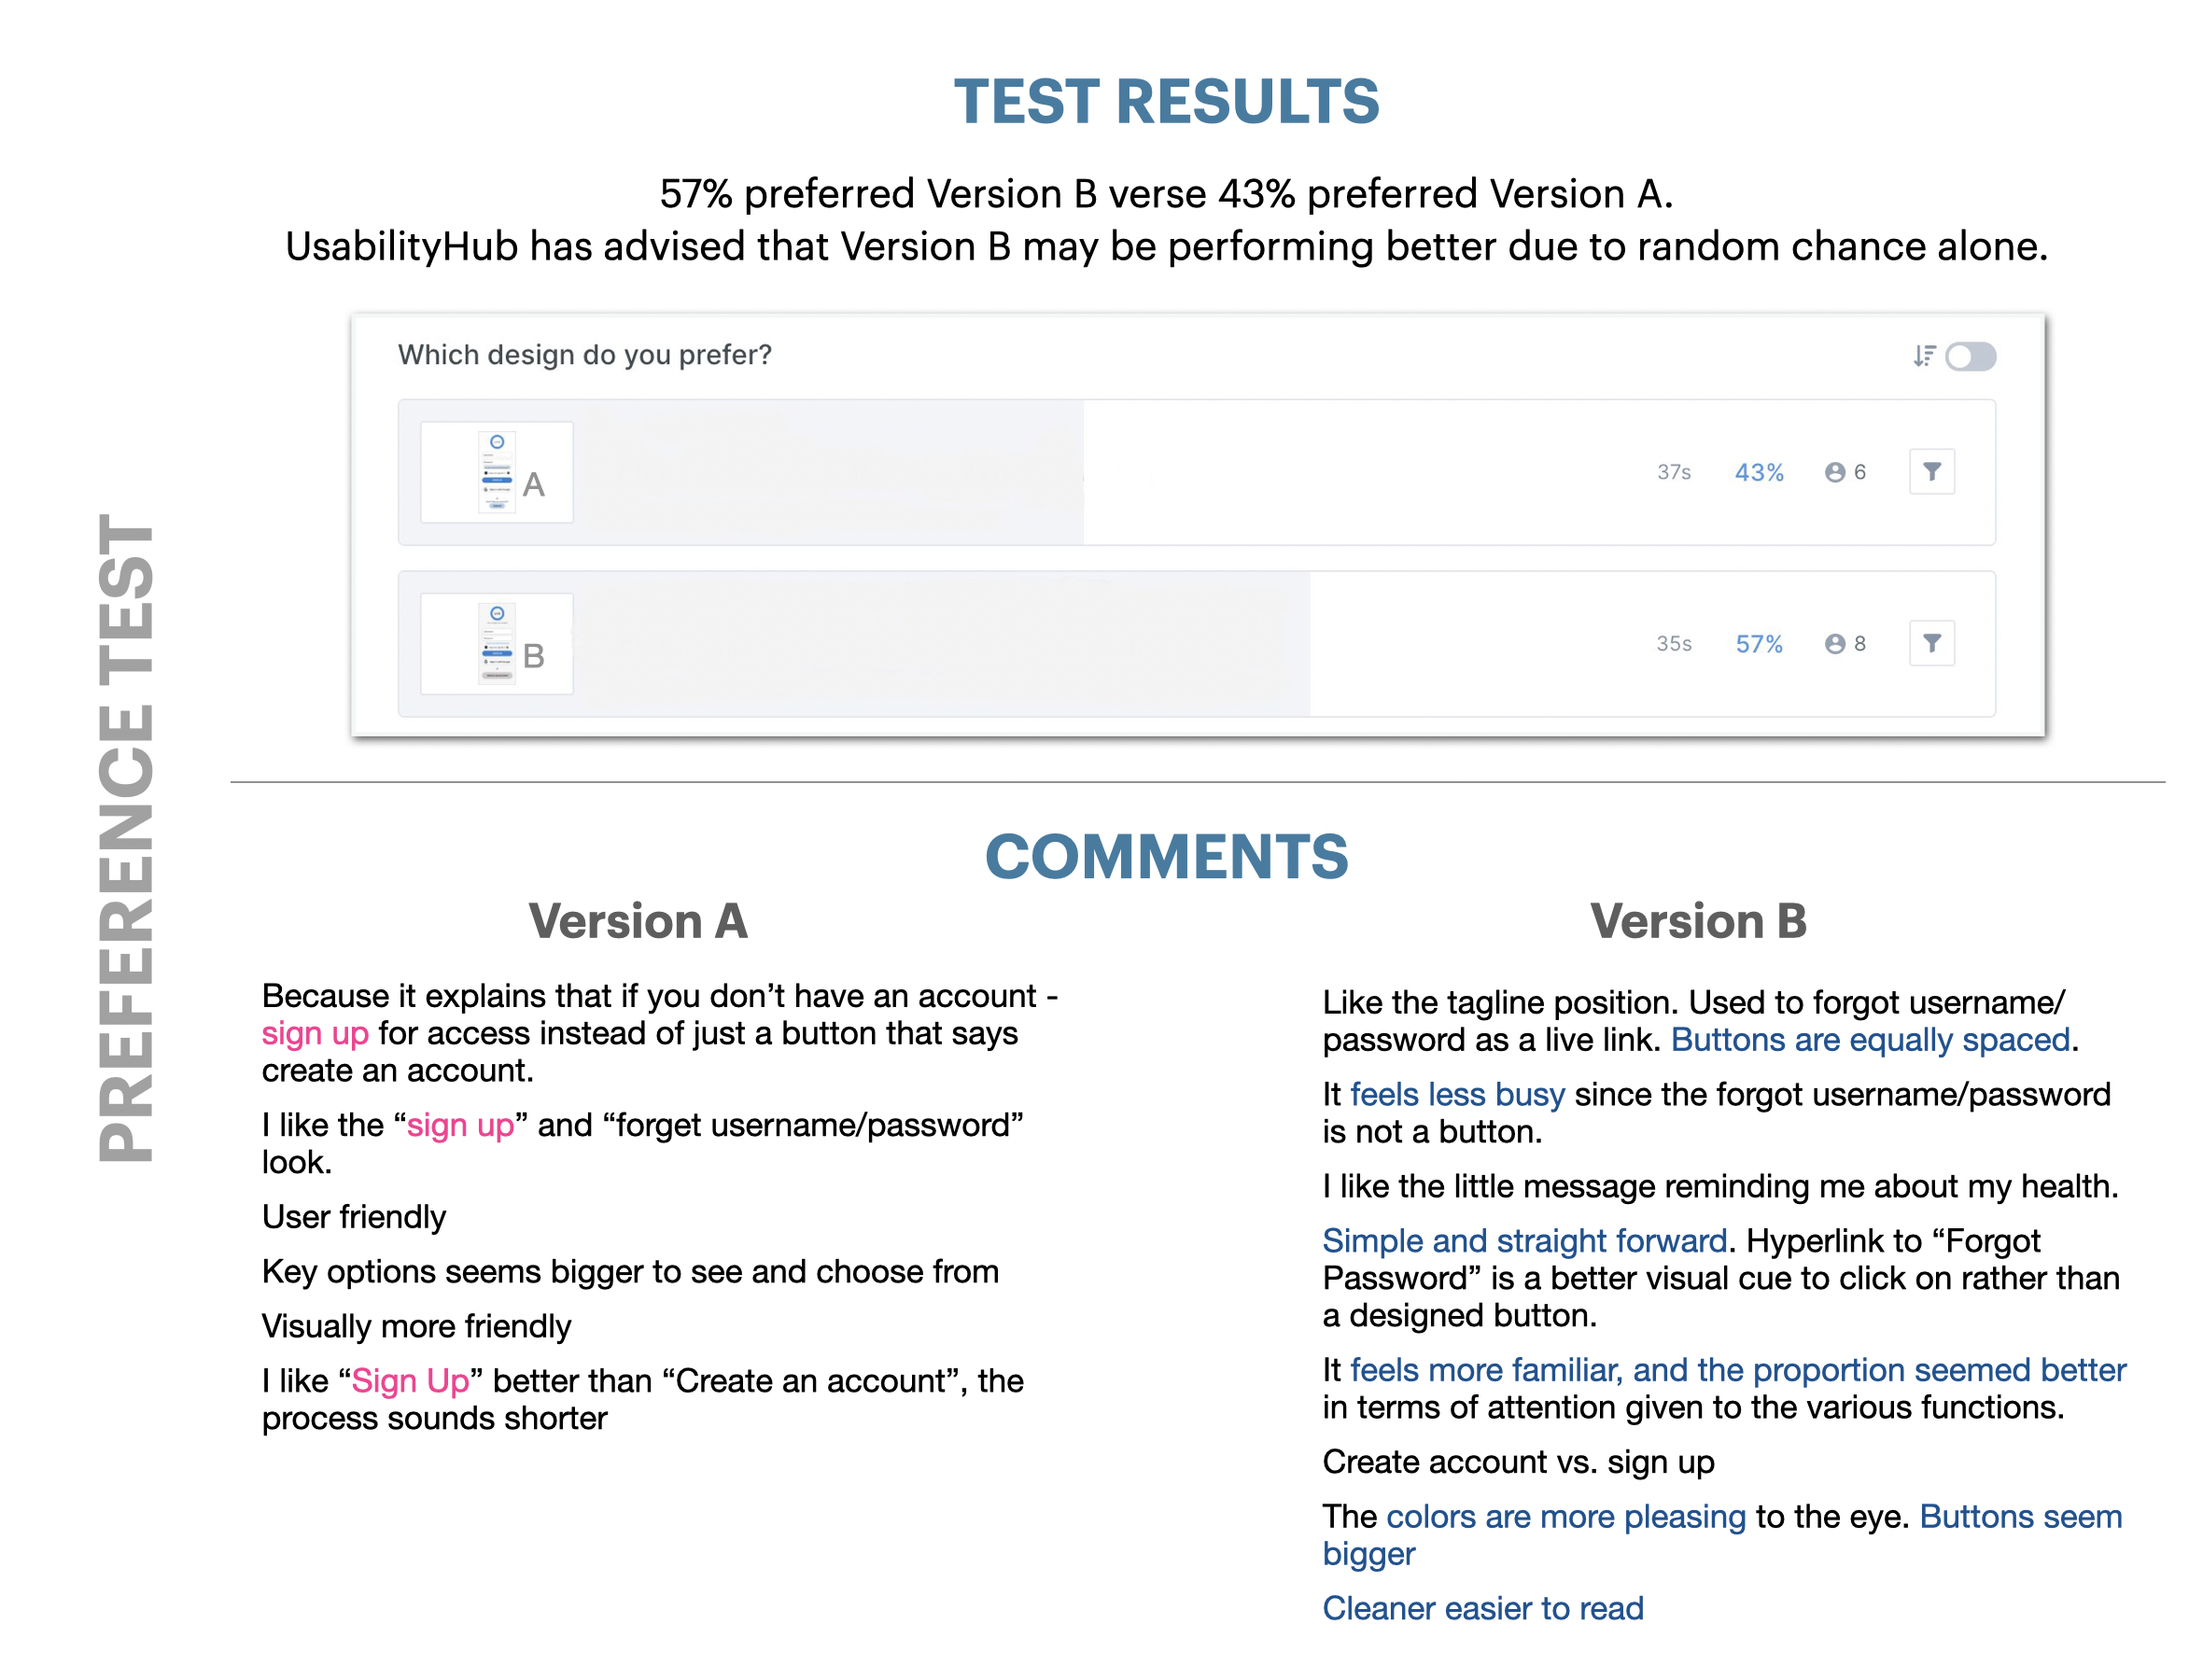 PREFERENCE TEST
TEST RESULTS
57% preferred Version B verse 43% preferred Version A.
UsabilityHub has advised that Version B may be performing better due to random chance alone.
Which design do you prefer?
A
37s 43% 6
B
35s 57% 8
COMMENTS
Version A
Because it explains that if you don’t have an account -
sign up for access instead of just a button that says
create an account.
I like the “sign up” and “forget username/password”
look.
User friendly
Key options seems bigger to see and choose from
Visually more friendly
I like “Sign Up” better than “Create an account”, the
process sounds shorter
Version B
Like the tagline position. Used to forgot username/
password as a live link. Buttons are equally spaced.
It feels less busy since the forgot username/password
is not a button.
I like the little message reminding me about my health.
Simple and straight forward. Hyperlink to “Forgot
Password” is a better visual cue to click on rather than
a designed button.
It feels more familiar, and the proportion seemed better
in terms of attention given to the various functions.
Create account vs. sign up
The colors are more pleasing to the eye. Buttons seem
bigger
Cleaner easier to read